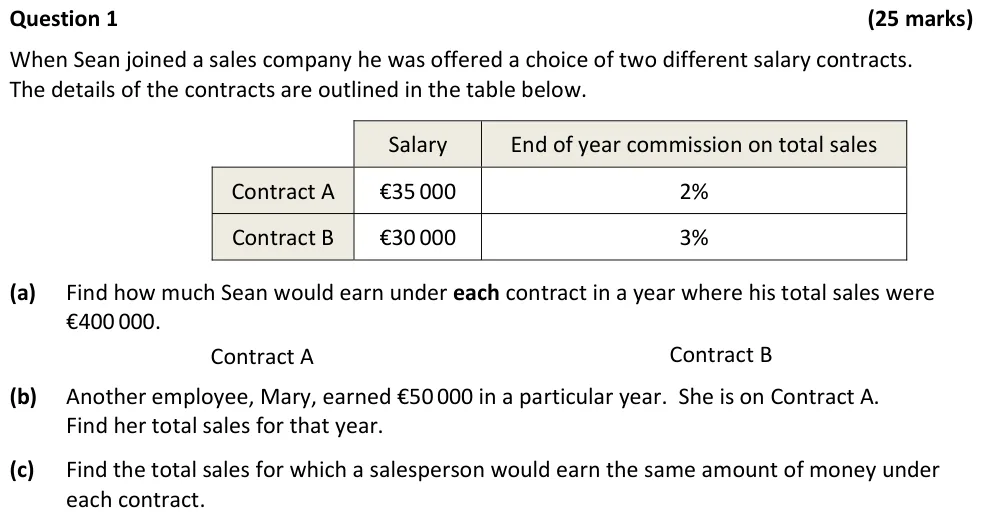 Question 1 (25 marks)
When Sean joined a sales company he was offered a choice of two different salary contracts.
The details of the contracts are outlined in the table below.
Salary End of year commission on total sales
Contract A €35 000 2%
Contract B €30 000 3%
(a) Find how much Sean would earn under each contract in a year where his total sales were
€400 000.
Contract A Contract B
(b) Another employee, Mary, earned €50 000 in a particular year. She is on Contract A.
Find her total sales for that year.
(c) Find the total sales for which a salesperson would earn the same amount of money under
each contract.